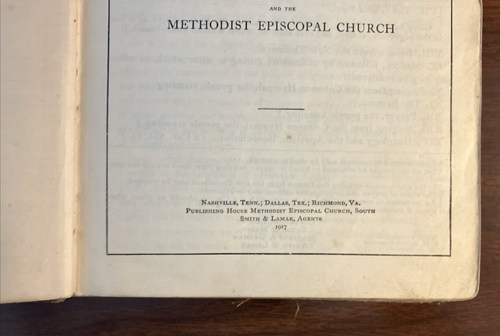 AND THE
METHODIST EPISCOPAL CHURCH
NASHVILLE, TENN.; DALLAS, TEX.; RICHMOND, VA.
PUBLISHING HOUSE METHODIST EPISCOPAL CHURCH, SOUTH
SMITH & LAMAR, AGENTS
1917